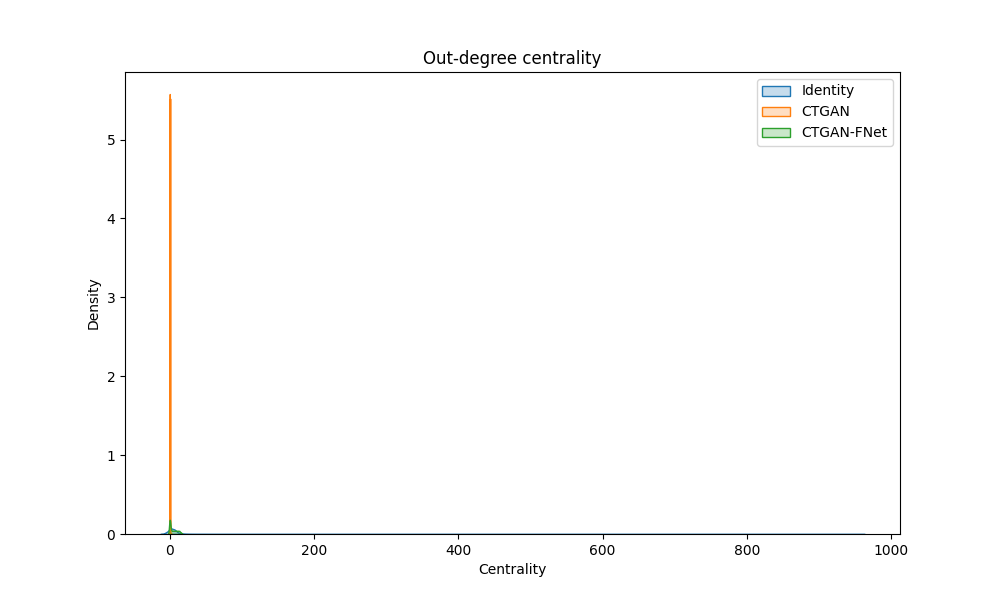 Out-degree centrality
Identity
CTGAN
CTGAN-FNet
Density
5
4
3
2
1
0
0 200 400 600 800 1000
Centrality